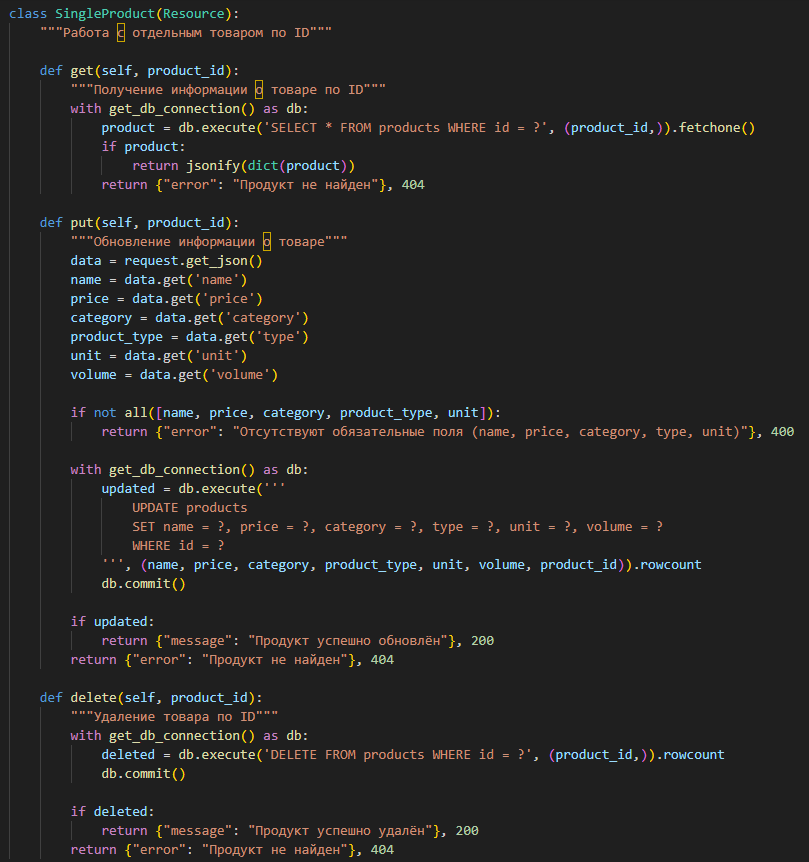 class SingleProduct(Resource):
    """Работа с отдельным товаром по ID"""

    def get(self, product_id):
        """Получение информации о товаре по ID"""
        with get_db_connection() as db:
            product = db.execute('SELECT * FROM products WHERE id = ?', (product_id,)).fetchone()
            if product:
                return jsonify(dict(product))
            return {"error": "Продукт не найден"}, 404

    def put(self, product_id):
        """Обновление информации о товаре"""
        data = request.get_json()
        name = data.get('name')
        price = data.get('price')
        category = data.get('category')
        product_type = data.get('type')
        unit = data.get('unit')
        volume = data.get('volume')

        if not all([name, price, category, product_type, unit]):
            return {"error": "Отсутствуют обязательные поля (name, price, category, type, unit)"}, 400

        with get_db_connection() as db:
            updated = db.execute('''
                UPDATE products
                SET name = ?, price = ?, category = ?, type = ?, unit = ?, volume = ?
                WHERE id = ?
            ''', (name, price, category, product_type, unit, volume, product_id)).rowcount
            db.commit()

        if updated:
            return {"message": "Продукт успешно обновлён"}, 200
        return {"error": "Продукт не найден"}, 404

    def delete(self, product_id):
        """Удаление товара по ID"""
        with get_db_connection() as db:
            deleted = db.execute('DELETE FROM products WHERE id = ?', (product_id,)).rowcount
            db.commit()

        if deleted:
            return {"message": "Продукт успешно удалён"}, 200
        return {"error": "Продукт не найден"}, 404